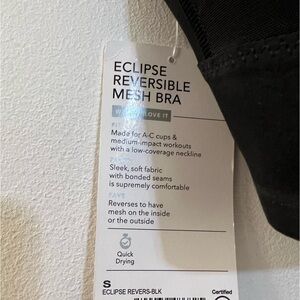 ECLIPSE
REVERSIBLE
MESH BRA
LOVE IT
Made for A-C cups &
medium-impact workouts
with a low-coverage neckline
Sleek, soft fabric
with bonded seams
is supremely comfortable
Reverses to have
mesh on the inside
or the outside
Quick
Drying
S
ECLIPSE REVERS-BLK
Certified